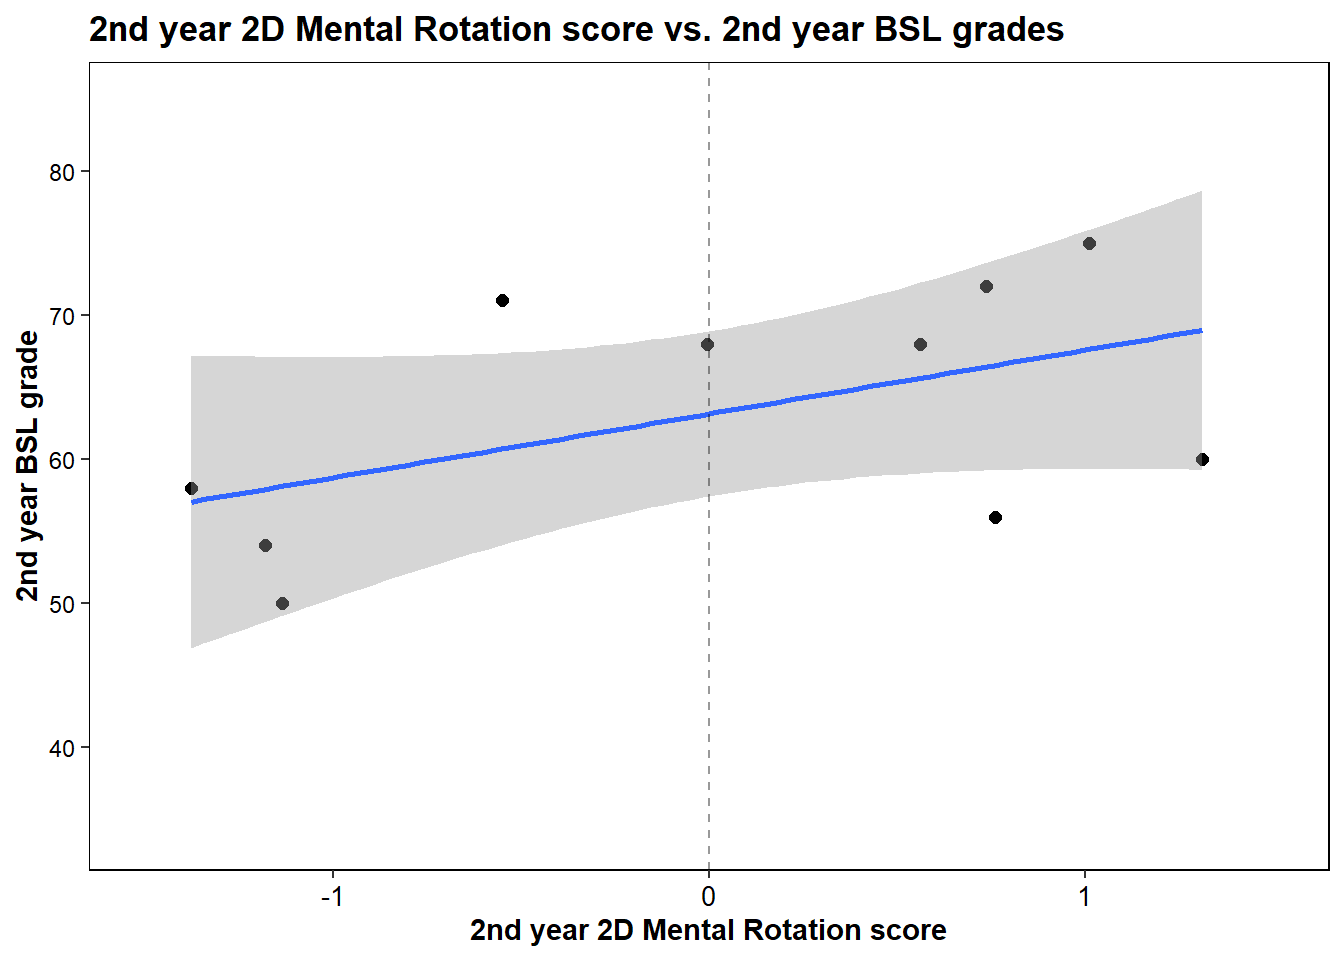 2nd year 2D Mental Rotation score vs. 2nd year BSL grades
80
70
60
50
40
2nd year BSL grade
-1
0
1
2nd year 2D Mental Rotation score